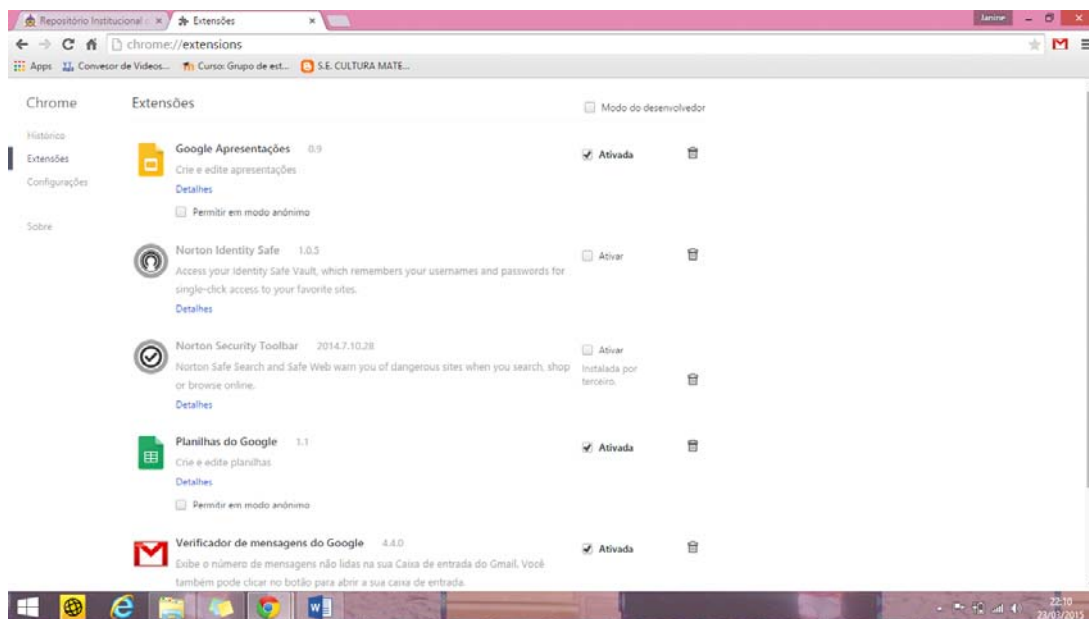 Repositório Institucional
Extensões
Janine
chrome://extensions
Apps
Convesor de Videos...
Curso: Grupo de est...
S.E. CULTURA MATE...
Chrome
Extensões
Modo do desenvolvedor
Histórico
Extensões
Configurações
Sobre
Google Apresentações 0.9
Crie e edite apresentações
Detalhes
Permitir em modo anônimo
Ativada
Norton Identity Safe 1.0.5
Access your Identity Safe Vault, which remembers your usernames and passwords for
single-click access to your favorite sites.
Detalhes
Ativar
Norton Security Toolbar 2014.7.10.28
Norton Safe Search and Safe Web warn you of dangerous sites when you search, shop
or browse online.
Detalhes
Ativar
Instalada por
terceiro.
Planilhas do Google 1.1
Crie e edite planilhas
Detalhes
Permitir em modo anônimo
Ativada
Verificador de mensagens do Google 4.4.0
Exibe o número de mensagens não lidas na sua Caixa de entrada do Gmail. Você
também pode clicar no botão para abrir a sua caixa de entrada.
Ativada
22:10
23/03/2015